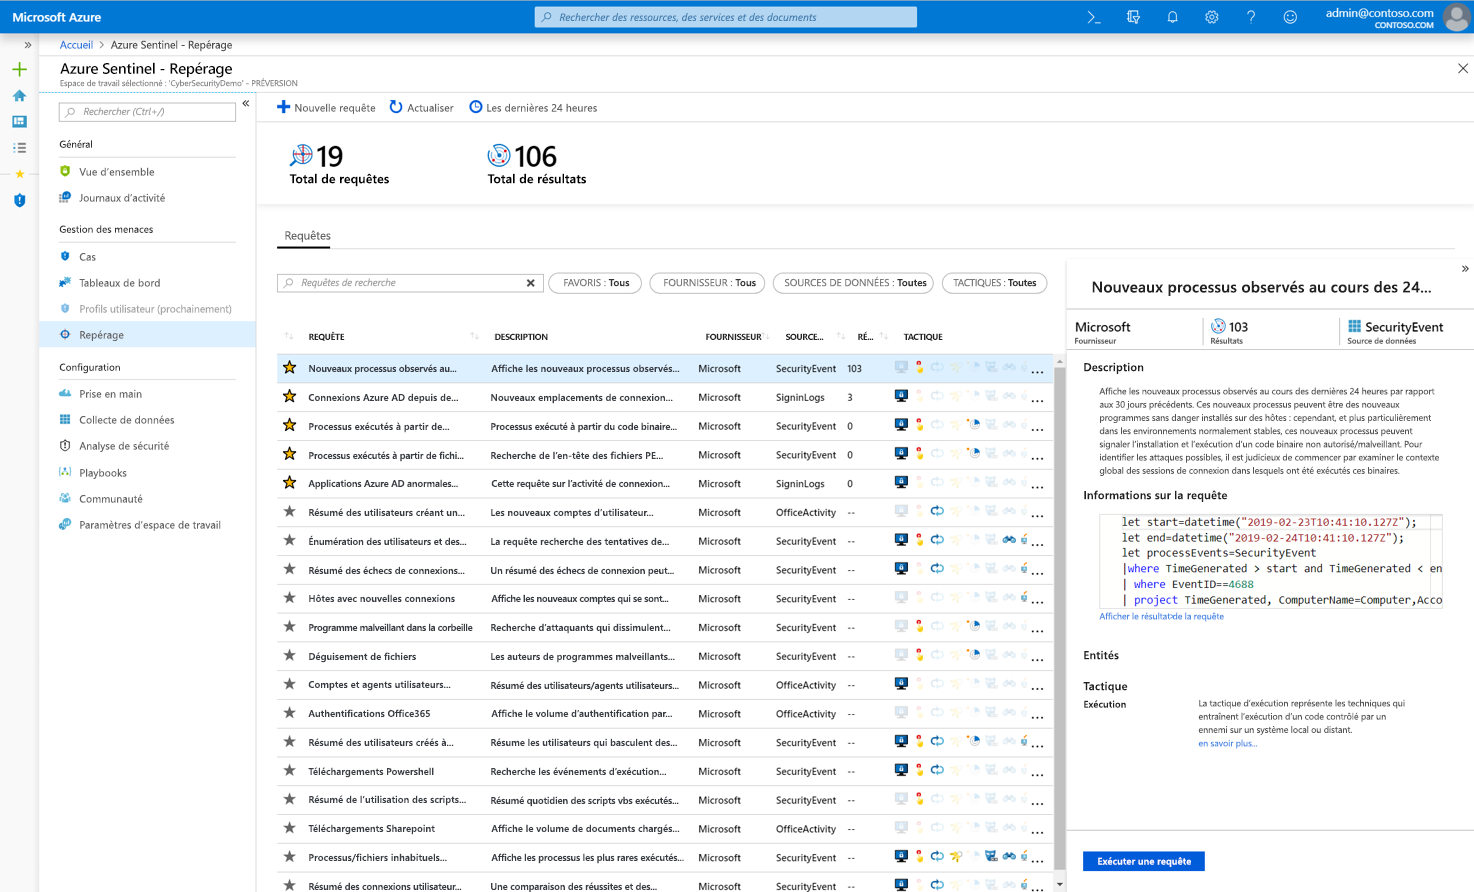 Microsoft Azure
Rechercher des ressources, des services et des documents
admin@contoso.com
CONTOSO.COM
Accueil > Azure Sentinel - Repérage
Azure Sentinel - Repérage
Espace de travail sélectionné : 'CyberSecurityDemo' - PRÉVERSION
Rechercher (Ctrl+/)
Général
Vue d'ensemble
Journaux d'activité
Gestion des menaces
Cas
Tableaux de bord
Profils utilisateur (prochainement)
Repérage
Configuration
Prise en main
Collecte de données
Analyse de sécurité
Playbooks
Communauté
Paramètres d'espace de travail
Nouvelle requête Actualiser Les dernières 24 heures
19
Total de requêtes
106
Total de résultats
Requêtes
Requêtes de recherche
FAVORIS : Tous FOURNISSEUR : Tous SOURCES DE DONNÉES : Toutes TACTIQUES : Toutes
REQUÊTE DESCRIPTION FOURNISSEUR SOURCE... RÉ... TACTIQUE
Nouveaux processus observés au... Affiche les nouveaux processus observés... Microsoft SecurityEvent 103 ...
Connexions Azure AD depuis de... Nouveaux emplacements de connexion... Microsoft SigninLogs 3 ...
Processus exécutés à partir de... Processus exécuté à partir du code binaire... Microsoft SecurityEvent 0 ...
Processus exécutés à partir de fichi... Recherche de l'en-tête des fichiers PE... Microsoft SecurityEvent 0 ...
Applications Azure AD anormales... Cette requête sur l'activité de connexion... Microsoft SigninLogs 0 ...
Résumé des utilisateurs créant un... Les nouveaux comptes d'utilisateur... Microsoft OfficeActivity -- ...
Énumération des utilisateurs et des... La requête recherche des tentatives de... Microsoft SecurityEvent -- ...
Résumé des échecs de connexions... Un résumé des échecs de connexion peut... Microsoft SecurityEvent -- ...
Hôtes avec nouvelles connexions Affiche les nouveaux comptes qui se sont... Microsoft SecurityEvent -- ...
Programme malveillant dans la corbeille Recherche d'attaquants qui dissimulent... Microsoft SecurityEvent -- ...
Déguisement de fichiers Les auteurs de programmes malveillants... Microsoft SecurityEvent -- ...
Comptes et agents utilisateurs... Résumé des utilisateurs/agents utilisateurs... Microsoft OfficeActivity -- ...
Authentifications Office365 Affiche le volume d'authentification par... Microsoft OfficeActivity -- ...
Résumé des utilisateurs créés à... Résume les utilisateurs qui basculent des... Microsoft SecurityEvent -- ...
Téléchargements Powershell Recherche les événements d'exécution... Microsoft SecurityEvent -- ...
Résumé de l'utilisation des scripts... Résumé quotidien des scripts vbs exécutés... Microsoft SecurityEvent -- ...
Téléchargements Sharepoint Affiche le volume de documents chargés... Microsoft OfficeActivity -- ...
Processus/fichiers inhabituels... Affiche les processus les plus rares exécutés... Microsoft SecurityEvent -- ...
Résumé des connexions utilisateur... Une comparaison des réussites et des... Microsoft SecurityEvent -- ...
Nouveaux processus observés au cours des 24...
Microsoft
Fournisseur
103
Résultats
SecurityEvent
Source de données
Description
Affiche les nouveaux processus observés au cours des dernières 24 heures par rapport
aux 30 jours précédents. Ces nouveaux processus peuvent être des nouveaux
programmes sans danger installés sur des hôtes : cependant, et plus particulièrement
dans les environnements normalement stables, ces nouveaux processus peuvent
signaler l'installation et l'exécution d'un code binaire non autorisé/malveillant. Pour
identifier les attaques possibles, il est judicieux de commencer par examiner le contexte
global des sessions de connexion dans lesquels ont été exécutés ces binaires.
Informations sur la requête
let start=datetime("2019-02-23T10:41:10.127Z");
let end=datetime("2019-02-24T10:41:10.127Z");
let processEvents=SecurityEvent
|where TimeGenerated > start and TimeGenerated < en
| where EventID==4688
| project TimeGenerated, ComputerName=Computer,Acco
Afficher le résultat de la requête
Entités
Tactique
Exécution
La tactique d'exécution représente les techniques qui
entraînent l'exécution d'un code contrôlé par un
ennemi sur un système local ou distant.
en savoir plus...
Exécuter une requête